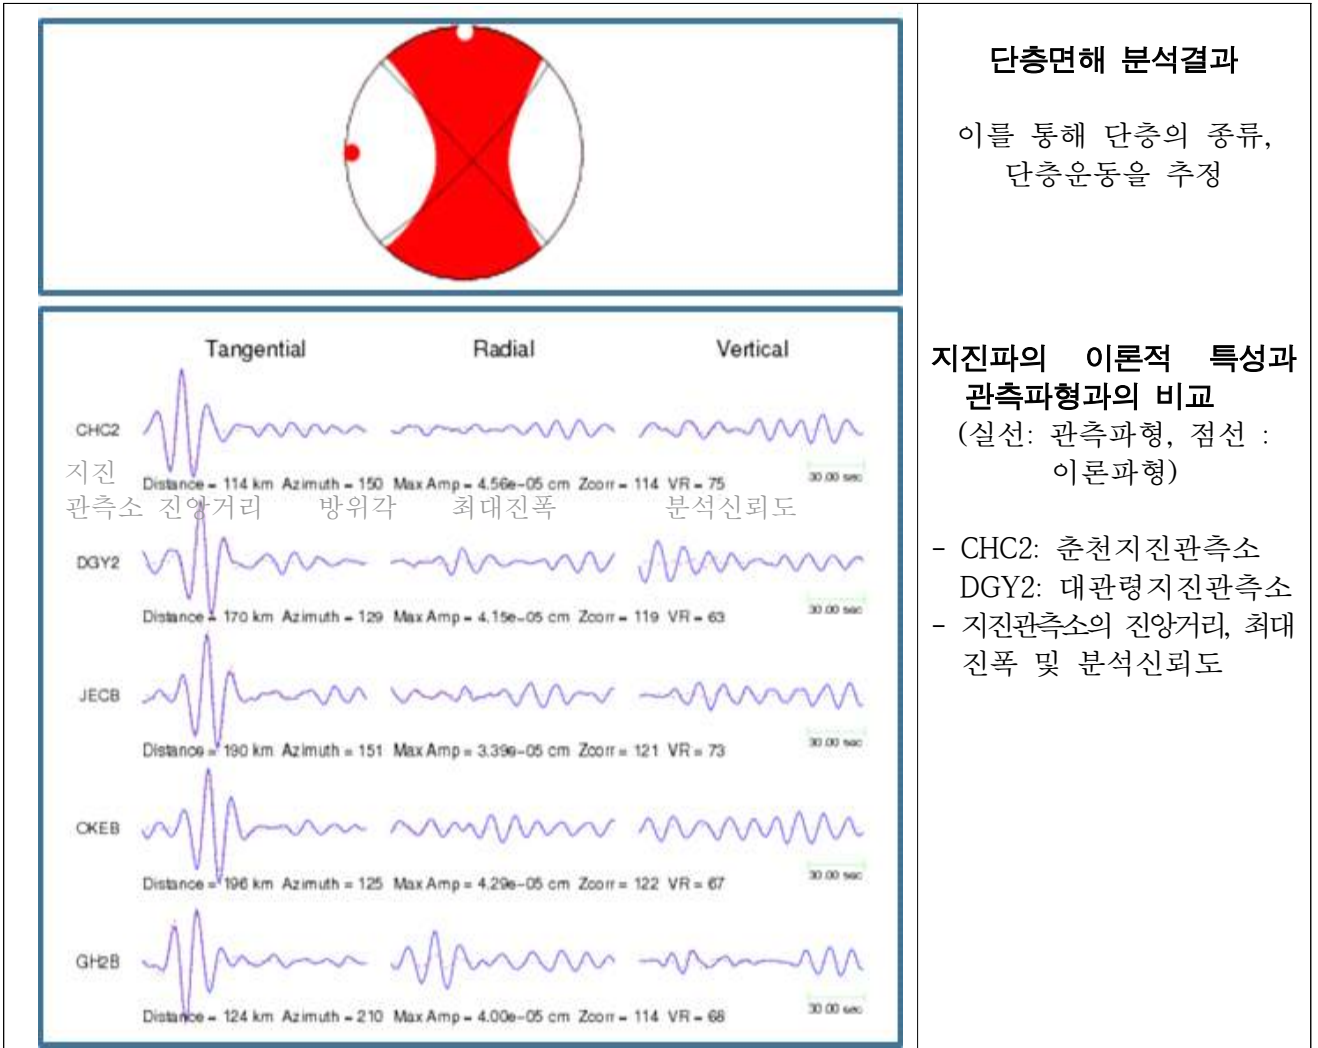 단층면해 분석결과
이를 통해 단층의 종류,
단층운동을 추정
Tangential Radial Vertical
CHC2
30.00 sec
Distance = 114 km Azimuth = 150 Max Amp = 4.56e-05 cm Zcorr = 114 VR = 75
지진
관측소 진앙거리 방위각 최대진폭 분석신뢰도
DGY2
30.00 sec
Distance = 170 km Azimuth = 129 Max Amp = 4.15e-05 cm Zcorr = 119 VR = 63
JECB
30.00 sec
Distance = 190 km Azimuth = 151 Max Amp = 3.39e-05 cm Zcorr = 121 VR = 73
OKEB
30.00 sec
Distance = 196 km Azimuth = 125 Max Amp = 4.29e-05 cm Zcorr = 122 VR = 67
GH2B
30.00 sec
Distance = 124 km Azimuth = 210 Max Amp = 4.00e-05 cm Zcorr = 114 VR = 68
지진파의 이론적 특성과
관측파형과의 비교
(실선: 관측파형, 점선 :
이론파형)
- CHC2: 춘천지진관측소
DGY2: 대관령지진관측소
- 지진관측소의 진앙거리, 최대
진폭 및 분석신뢰도